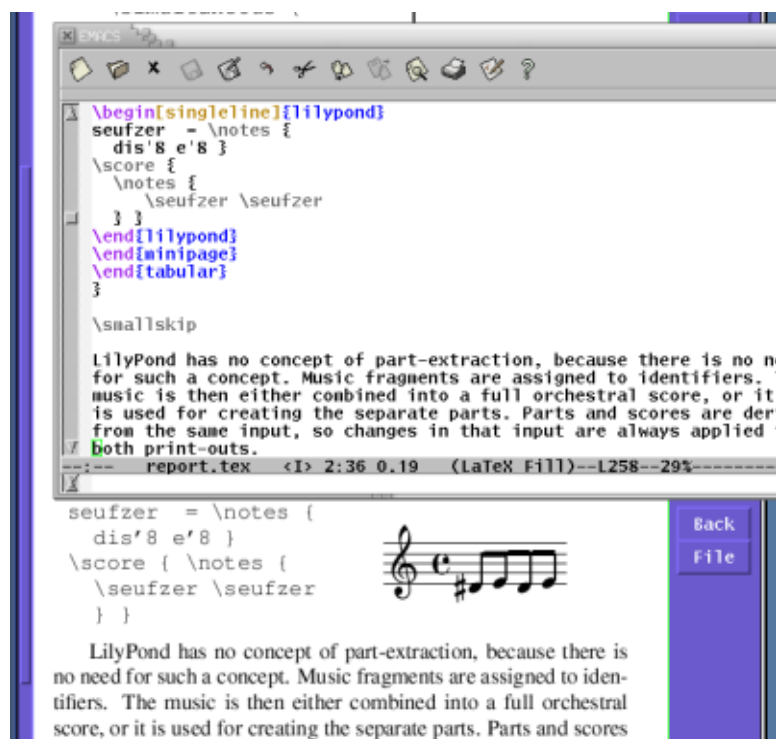 EMACS
\begin[singleline]{lilypond}
seufzer  = \notes {
  dis'8 e'8 }
\score {
  \notes {
     \seufzer \seufzer
  } }
\end{lilypond}
\end{minipage}
\end{tabular}
}
\smallskip
LilyPond has no concept of part-extraction, because there is no
for such a concept. Music fragments are assigned to identifiers.
music is then either combined into a full orchestral score, or it
is used for creating the separate parts. Parts and scores are
from the same input, so changes in that input are always applied
both print-outs.
--:--   report.tex   <I> 2:36 0.19   (LaTeX Fill)--L258--29%--------
seufzer  = \notes {
  dis'8 e'8 }
\score { \notes {
  \seufzer \seufzer
  } }
Back
File
LilyPond has no concept of part-extraction, because there is
no need for such a concept. Music fragments are assigned to iden-
tifiers. The music is then either combined into a full orchestral
score, or it is used for creating the separate parts. Parts and scores